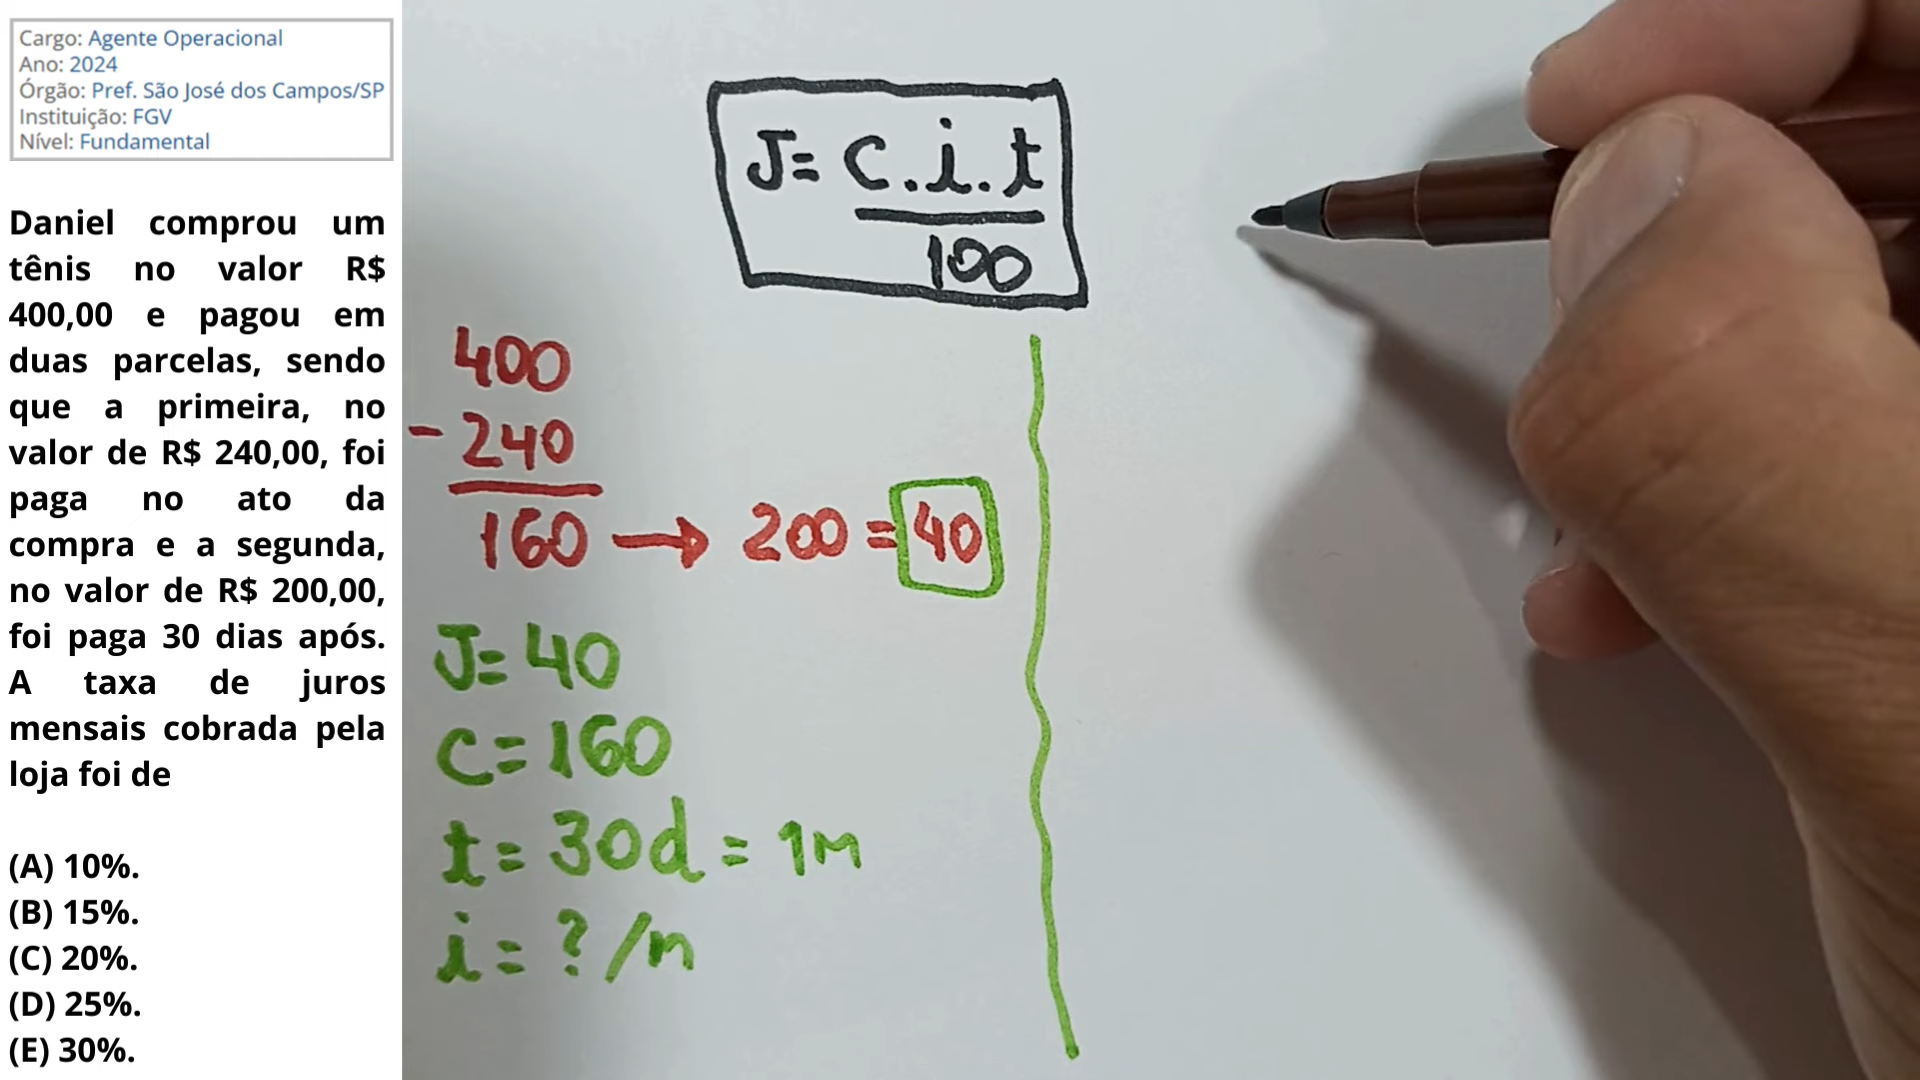 Cargo: Agente Operacional
Ano: 2024
Órgão: Pref. São José dos Campos/SP
Instituição: FGV
Nível: Fundamental
Daniel comprou um
tênis no valor R$
400,00 e pagou em
duas parcelas, sendo
que a primeira, no
valor de R$ 240,00, foi
paga no ato da
compra e a segunda,
no valor de R$ 200,00,
foi paga 30 dias após.
A taxa de juros
mensais cobrada pela
loja foi de
(A) 10%.
(B) 15%.
(C) 20%.
(D) 25%.
(E) 30%.
J= C.i.t
100
400
- 240
160 → 200 = 40
J= 40
C= 160
t= 30d = 1m
i = ? /m